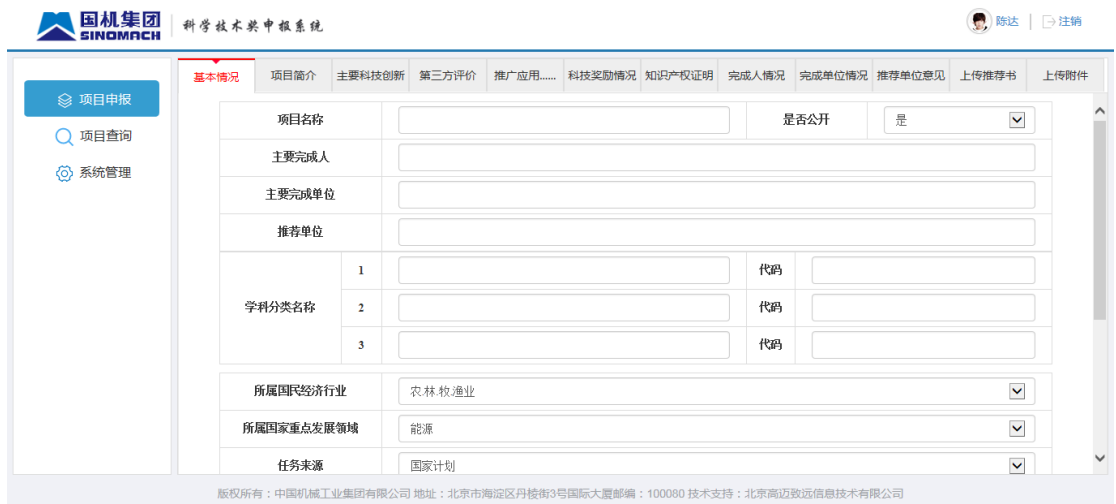 国机集团 科学技术奖申报系统 陈达 注销
SINOMACH
基本情况 项目简介 主要科技创新 第三方评价 推广应用...... 科技奖励情况 知识产权证明 完成人情况 完成单位情况 推荐单位意见 上传推荐书 上传附件
项目申报
项目查询
系统管理
项目名称 是否公开 是
主要完成人
主要完成单位
推荐单位
学科分类名称
1 代码
2 代码
3 代码
所属国民经济行业 农.林.牧.渔业
所属国家重点发展领域 能源
任务来源 国家计划
版权所有：中国机械工业集团有限公司 地址：北京市海淀区丹棱街3号国际大厦邮编：100080 技术支持：北京高迈致远信息技术有限公司